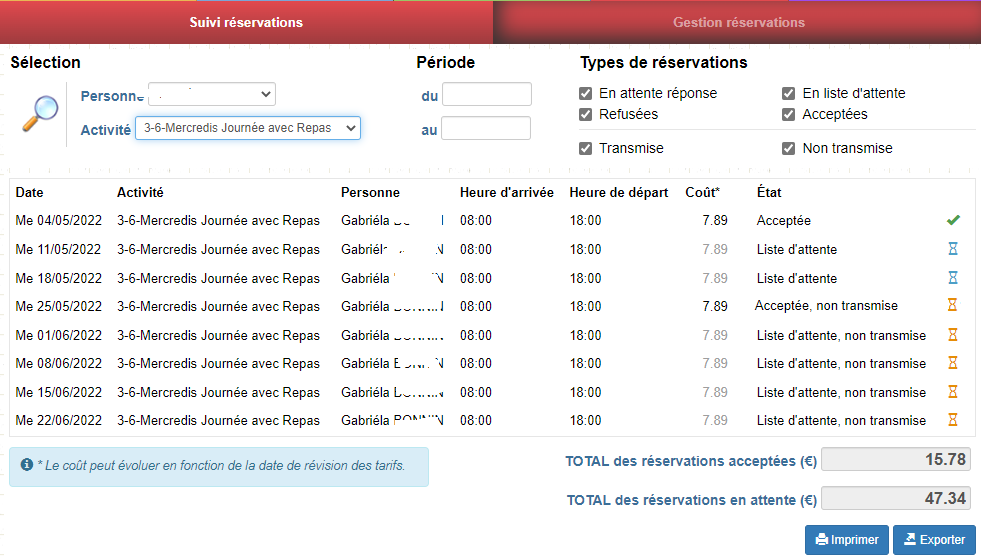 Suivi réservations Gestion réservations
Sélection Période Types de réservations
Personne du En attente réponse En liste d'attente
Refusées Acceptées
Activité 3-6-Mercredis Journée avec Repas au
Transmise Non transmise
Date Activité Personne Heure d'arrivée Heure de départ Coût* État
Me 04/05/2022 3-6-Mercredis Journée avec Repas Gabriéla 08:00 18:00 7.89 Acceptée
Me 11/05/2022 3-6-Mercredis Journée avec Repas 08:00 18:00 7.89 Liste d'attente
Me 18/05/2022 3-6-Mercredis Journée avec Repas Gabriéla 08:00 18:00 7.89 Liste d'attente
Me 25/05/2022 3-6-Mercredis Journée avec Repas Gabriéla 08:00 18:00 7.89 Acceptée, non transmise
Me 01/06/2022 3-6-Mercredis Journée avec Repas Gabriéla 08:00 18:00 7.89 Liste d'attente, non transmise
Me 08/06/2022 3-6-Mercredis Journée avec Repas Gabriéla 08:00 18:00 7.89 Liste d'attente, non transmise
Me 15/06/2022 3-6-Mercredis Journée avec Repas Gabriéla 08:00 18:00 7.89 Liste d'attente, non transmise
Me 22/06/2022 3-6-Mercredis Journée avec Repas Gabriéla 08:00 18:00 7.89 Liste d'attente, non transmise
* Le coût peut évoluer en fonction de la date de révision des tarifs.
TOTAL des réservations acceptées (€) 15.78
TOTAL des réservations en attente (€) 47.34
Imprimer Exporter